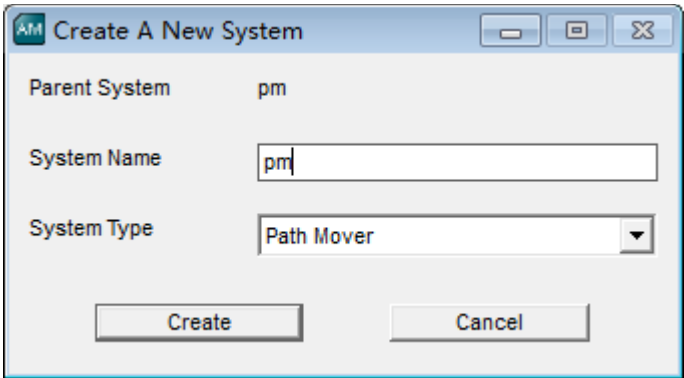 AM Create A New System
Parent System pm
System Name pm
System Type Path Mover
Create Cancel